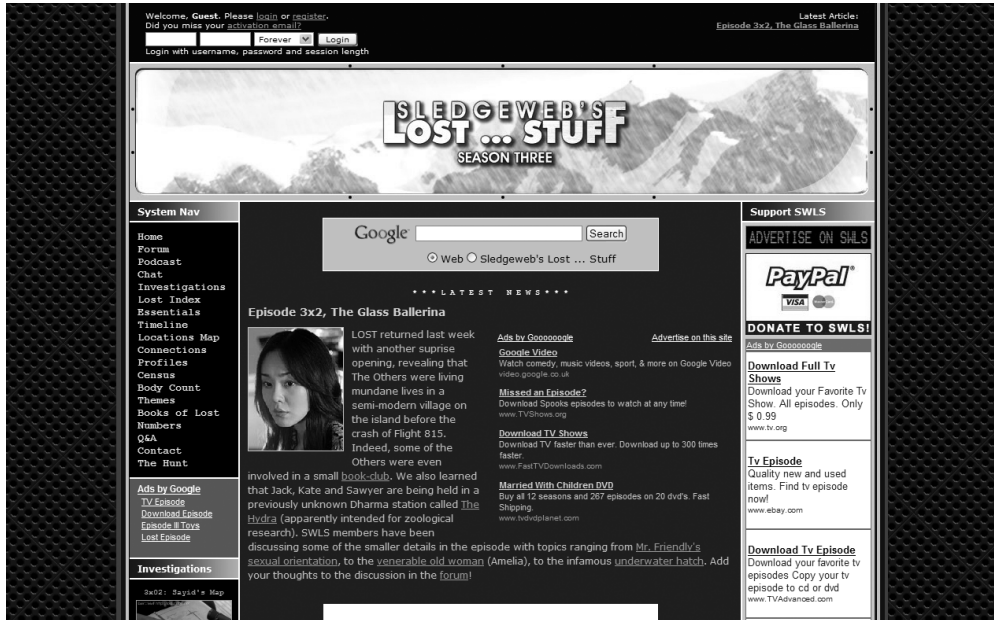 Welcome, Guest. Please login or register.
Did you miss your activation email?
Forever Login
Login with username, password and session length
Latest Article:
Episode 3x2, The Glass Ballerina
SLEDGEWEB'S
LOST ... STUFF
SEASON THREE
System Nav
Home
Forum
Podcast
Chat
Investigations
Lost Index
Essentials
Timeline
Locations Map
Connections
Profiles
Census
Body Count
Themes
Books of Lost
Numbers
Q&A
Contact
The Hunt
Ads by Google
TV Episode
Download Episode
Episode III Toys
Lost Episode
Investigations
3x02: Sayid's Map
Google Search
Web Sledgeweb's Lost ... Stuff
•••LATEST NEWS•••
Episode 3x2, The Glass Ballerina
LOST returned last week
with another suprise
opening, revealing that
The Others were living
mundane lives in a
semi-modern village on
the island before the
crash of Flight 815.
Indeed, some of the
Others were even
involved in a small book-club. We also learned
that Jack, Kate and Sawyer are being held in a
previously unknown Dharma station called The
Hydra (apparently intended for zoological
research). SWLS members have been
discussing some of the smaller details in the episode with topics ranging from Mr. Friendly's
sexual orientation, to the venerable old woman (Amelia), to the infamous underwater hatch. Add
your thoughts to the discussion in the forum!
Ads by Goooooogle Advertise on this site
Google Video
Watch comedy, music videos, sport, & more on Google Video
video.google.co.uk
Missed an Episode?
Download Spooks episodes to watch at any time!
www.TVShows.org
Download TV Shows
Download TV faster than ever. Download up to 300 times
faster.
www.FastTVDownloads.com
Married With Children DVD
Buy all 12 seasons and 267 episodes on 20 dvd's. Fast
Shipping.
www.tvdvdplanet.com
Support SWLS
ADVERTISE ON SWLS
PayPal
VISA
DONATE TO SWLS!
Ads by Goooooogle
Download Full Tv
Shows
Download your Favorite Tv
Show. All episodes. Only
$ 0.99
www.tv.org
Tv Episode
Quality new and used
items. Find tv episode
now!
www.ebay.com
Download Tv Episode
Download your favorite tv
episodes Copy your tv
episode to cd or dvd
www.TVAdvanced.com